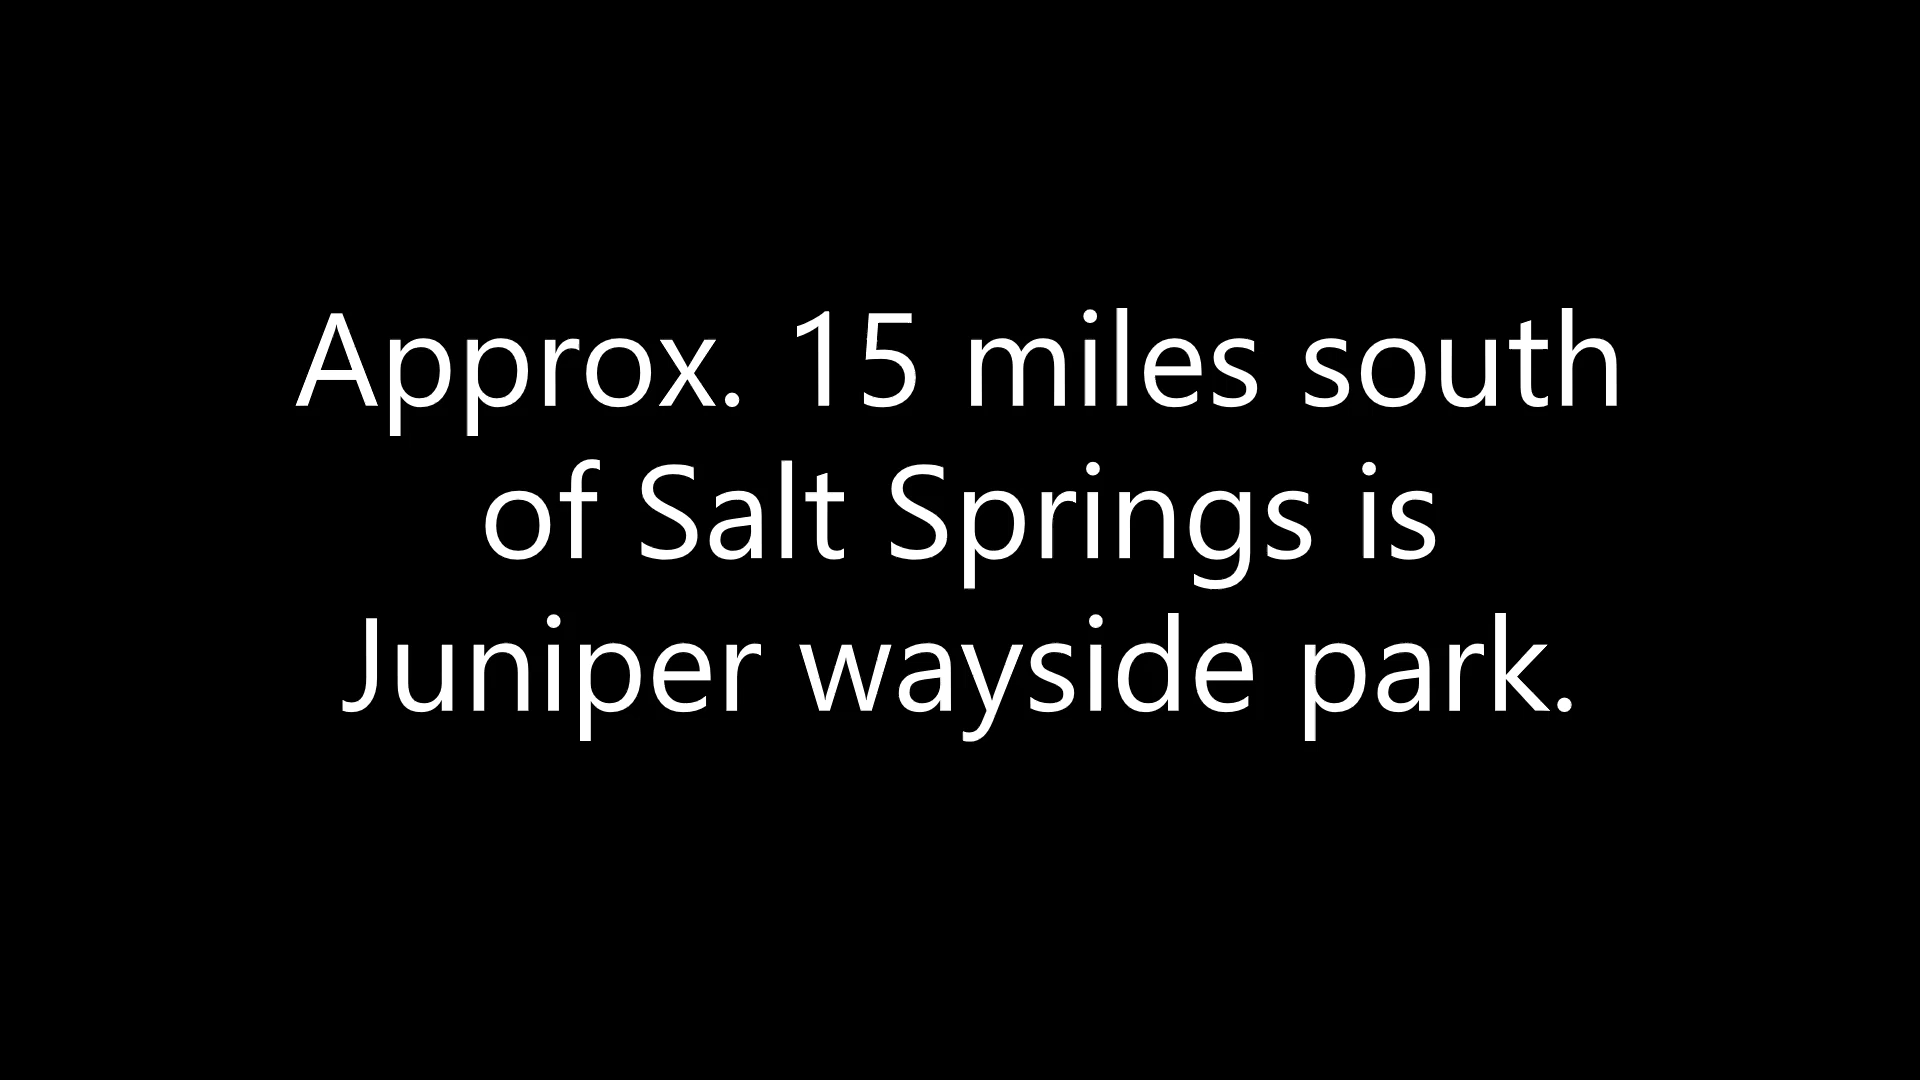 Approx. 15 miles south
of Salt Springs is
Juniper wayside park.